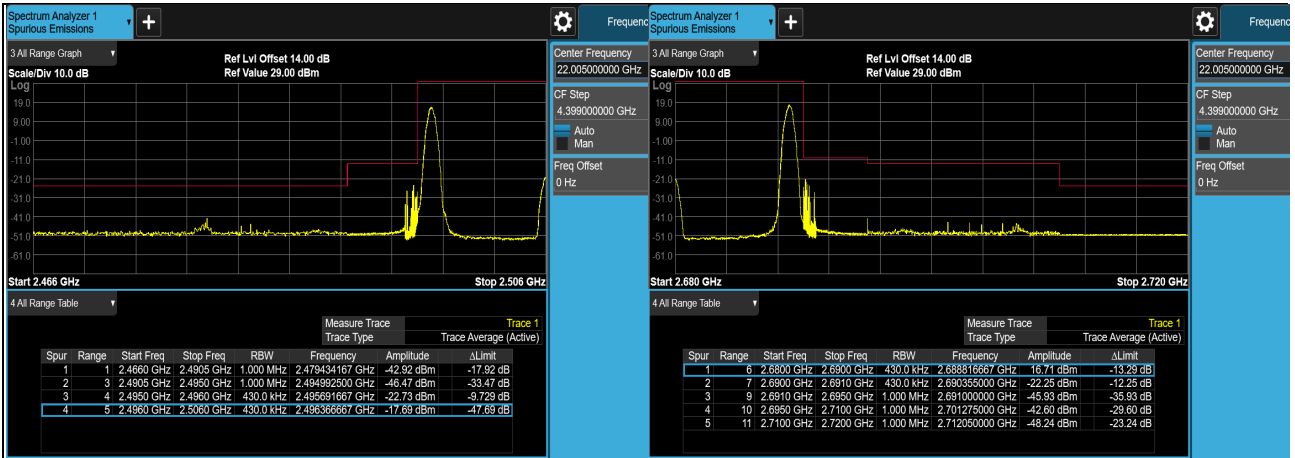 Spectrum Analyzer 1
Spurious Emissions
+
Frequenc
3 All Range Graph
Ref Lvl Offset 14.00 dB
Scale/Div 10.0 dB
Ref Value 29.00 dBm
Log
19.0
9.00
-1.00
-11.0
-21.0
-31.0
-41.0
-51.0
-61.0
Start 2.466 GHz
Stop 2.506 GHz
Center Frequency
22.005000000 GHz
CF Step
4.399000000 GHz
Auto
Man
Freq Offset
0 Hz
4 All Range Table
Measure Trace Trace 1
Trace Type Trace Average (Active)
Spur Range Start Freq Stop Freq RBW Frequency Amplitude ΔLimit
1 1 2.4660 GHz 2.4905 GHz 1.000 MHz 2.479434167 GHz -42.92 dBm -17.92 dB
2 3 2.4905 GHz 2.4950 GHz 1.000 MHz 2.494992500 GHz -46.47 dBm -33.47 dB
3 4 2.4950 GHz 2.4960 GHz 430.0 kHz 2.495691667 GHz -22.73 dBm -9.729 dB
4 5 2.4960 GHz 2.5060 GHz 430.0 kHz 2.496366667 GHz -17.69 dBm -47.69 dB
Spectrum Analyzer 1
Spurious Emissions
+
Frequenc
3 All Range Graph
Ref Lvl Offset 14.00 dB
Scale/Div 10.0 dB
Ref Value 29.00 dBm
Log
19.0
9.00
-1.00
-11.0
-21.0
-31.0
-41.0
-51.0
-61.0
Start 2.680 GHz
Stop 2.720 GHz
Center Frequency
22.005000000 GHz
CF Step
4.399000000 GHz
Auto
Man
Freq Offset
0 Hz
4 All Range Table
Measure Trace Trace 1
Trace Type Trace Average (Active)
Spur Range Start Freq Stop Freq RBW Frequency Amplitude ΔLimit
1 6 2.6800 GHz 2.6900 GHz 430.0 kHz 2.688816667 GHz 16.71 dBm -13.29 dB
2 7 2.6900 GHz 2.6910 GHz 430.0 kHz 2.690355000 GHz -22.25 dBm -12.25 dB
3 9 2.6910 GHz 2.6950 GHz 1.000 MHz 2.691000000 GHz -45.93 dBm -35.93 dB
4 10 2.6950 GHz 2.7100 GHz 1.000 MHz 2.701275000 GHz -42.60 dBm -29.60 dB
5 11 2.7100 GHz 2.7200 GHz 1.000 MHz 2.712050000 GHz -48.24 dBm -23.24 dB